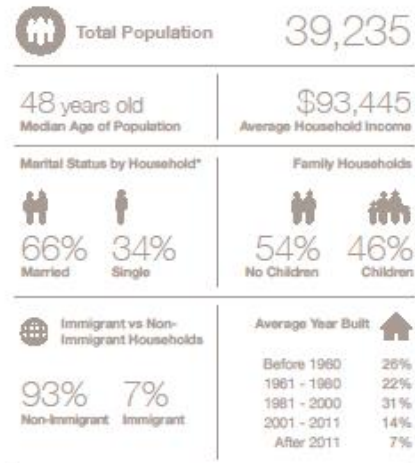 Total Population 39,235
48 years old
Median Age of Population
$93,445
Average Household Income
Marital Status by Household*
66% 34%
Married Single
Family Households
54% 46%
No Children Children
Immigrant vs Non-
Immigrant Households
93% 7%
Non-Immigrant Immigrant
Average Year Built
Before 1960 26%
1961 - 1980 22%
1981 - 2000 31%
2001 - 2011 14%
After 2011 7%